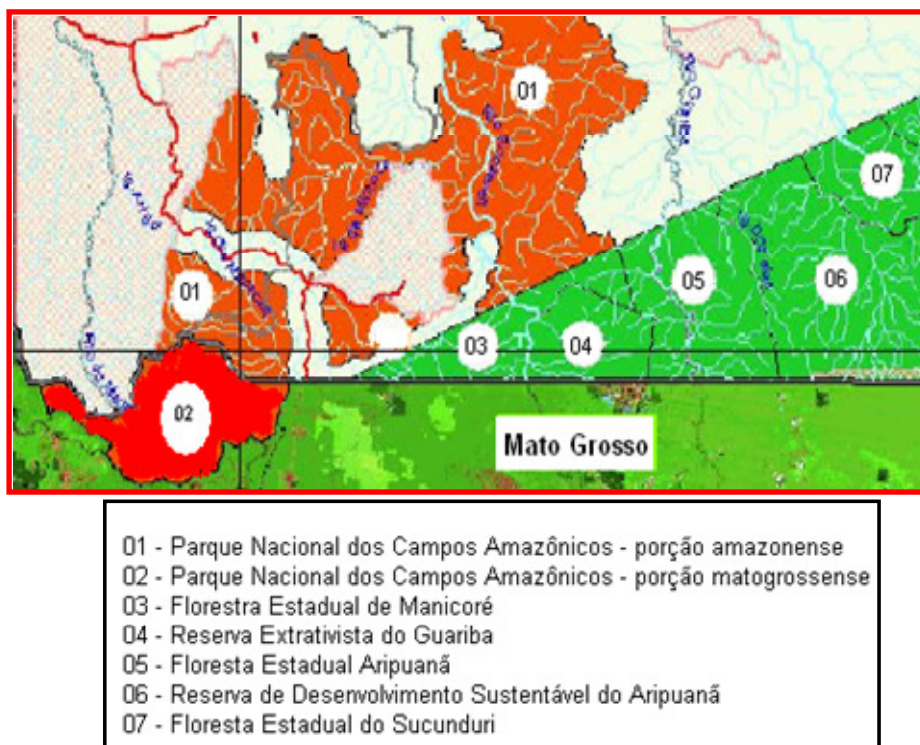 01
07
05
06
01
03
04
02
Mato Grosso
01 - Parque Nacional dos Campos Amazônicos - porção amazonense
02 - Parque Nacional dos Campos Amazônicos - porção matogrossense
03 - Florestra Estadual de Manicoré
04 - Reserva Extrativista do Guariba
05 - Floresta Estadual Aripuanã
06 - Reserva de Desenvolvimento Sustentável do Aripuanã
07 - Floresta Estadual do Sucunduri